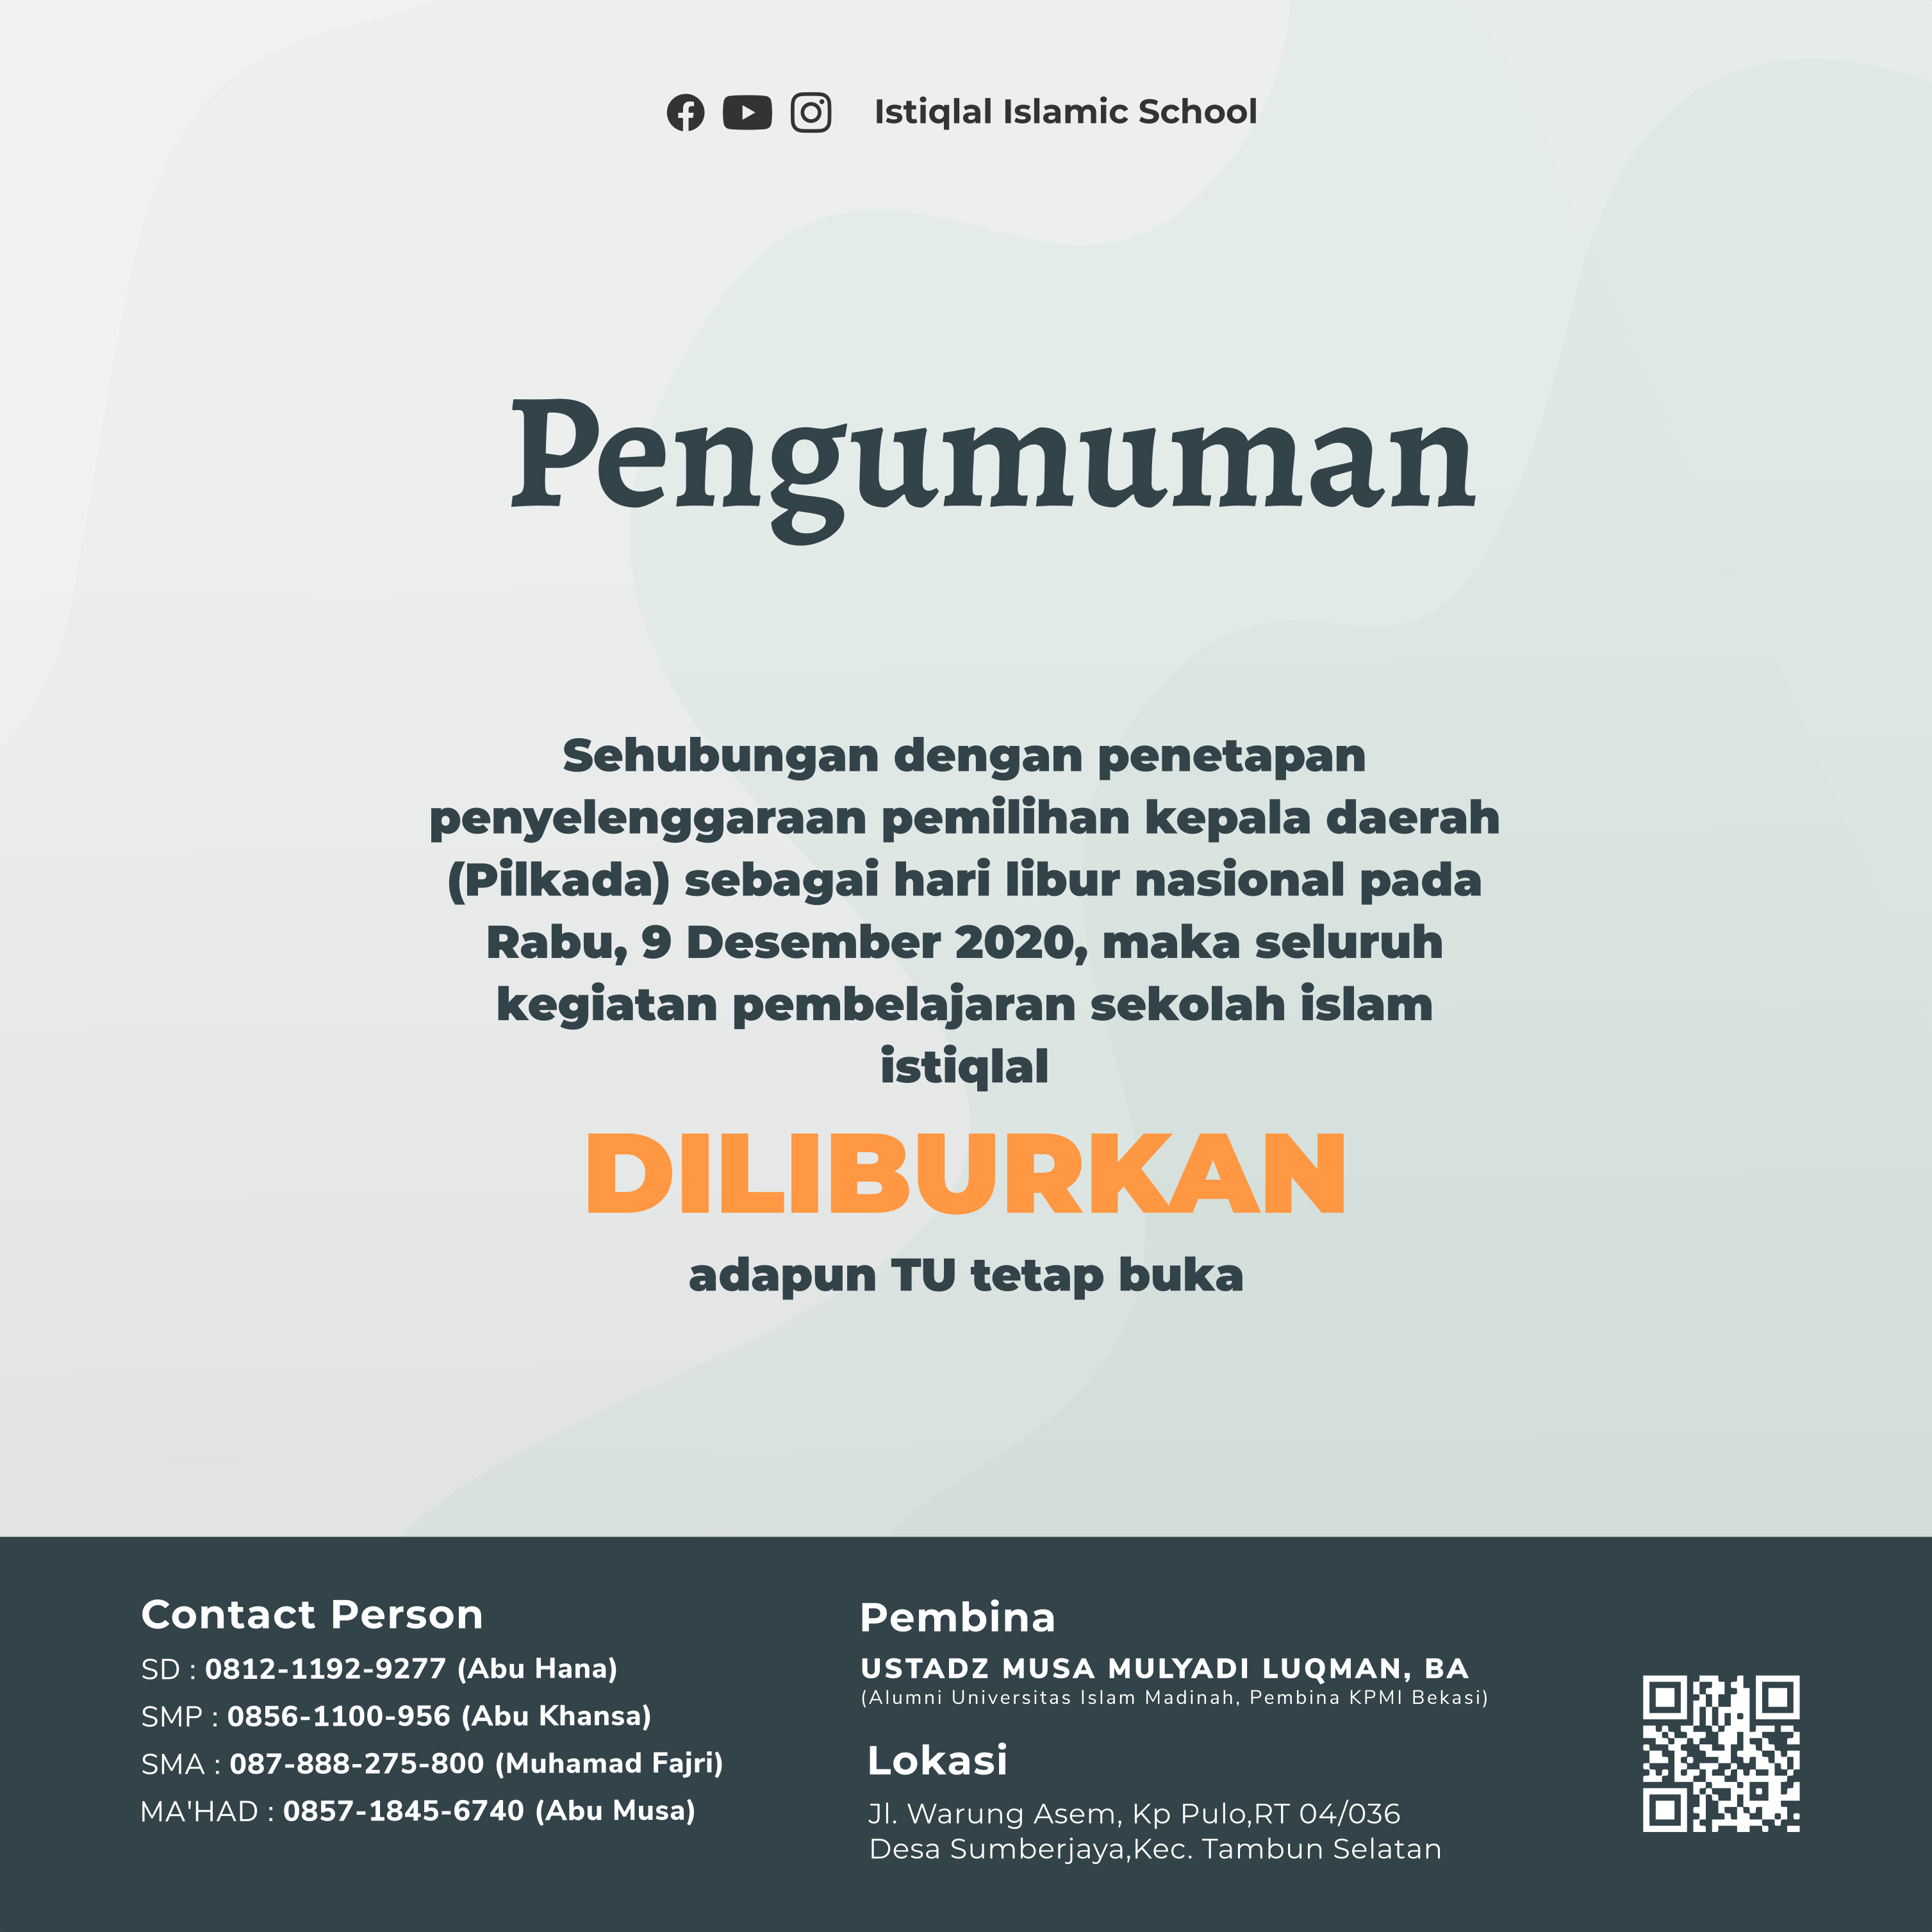 Istiqlal Islamic School
Pengumuman
Sehubungan dengan penetapan
penyelenggaraan pemilihan kepala daerah
(Pilkada) sebagai hari libur nasional pada
Rabu, 9 Desember 2020, maka seluruh
kegiatan pembelajaran sekolah islam
istiqlal
DILIBURKAN
adapun TU tetap buka
Contact Person
SD : 0812-1192-9277 (Abu Hana)
SMP : 0856-1100-956 (Abu Khansa)
SMA : 087-888-275-800 (Muhamad Fajri)
MA'HAD : 0857-1845-6740 (Abu Musa)
Pembina
USTADZ MUSA MULYADI LUQMAN, BA
(Alumni Universitas Islam Madinah, Pembina KPMI Bekasi)
Lokasi
Jl. Warung Asem, Kp Pulo,RT 04/036
Desa Sumberjaya,Kec. Tambun Selatan